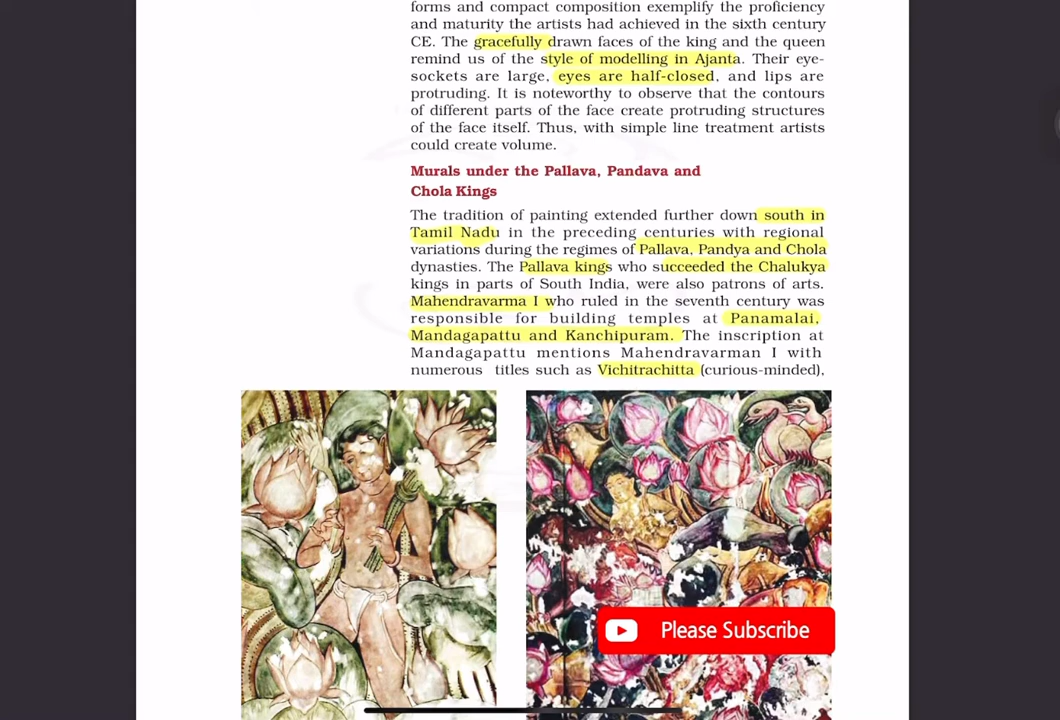 forms and compact composition exemplify the proficiency
and maturity the artists had achieved in the sixth century
CE. The gracefully drawn faces of the king and the queen
remind us of the style of modelling in Ajanta. Their eye-
sockets are large, eyes are half-closed, and lips are
protruding. It is noteworthy to observe that the contours
of different parts of the face create protruding structures
of the face itself. Thus, with simple line treatment artists
could create volume.
Murals under the Pallava, Pandava and
Chola Kings
The tradition of painting extended further down south in
Tamil Nadu in the preceding centuries with regional
variations during the regimes of Pallava, Pandya and Chola
dynasties. The Pallava kings who succeeded the Chalukya
kings in parts of South India, were also patrons of arts.
Mahendravarma I who ruled in the seventh century was
responsible for building temples at Panamalai,
Mandagapattu and Kanchipuram. The inscription at
Mandagapattu mentions Mahendravarman I with
numerous titles such as Vichitrachitta (curious-minded),
Please Subscribe